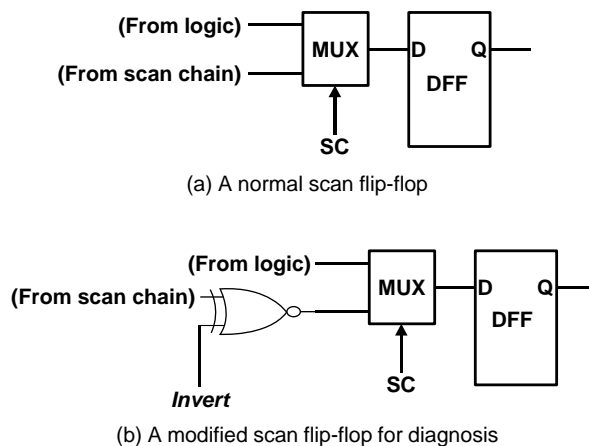 (From logic)
(From scan chain)
MUX
D
Q
DFF
SC
(a) A normal scan flip-flop
(From logic)
(From scan chain)
MUX
D
Q
DFF
SC
Invert
(b) A modified scan flip-flop for diagnosis